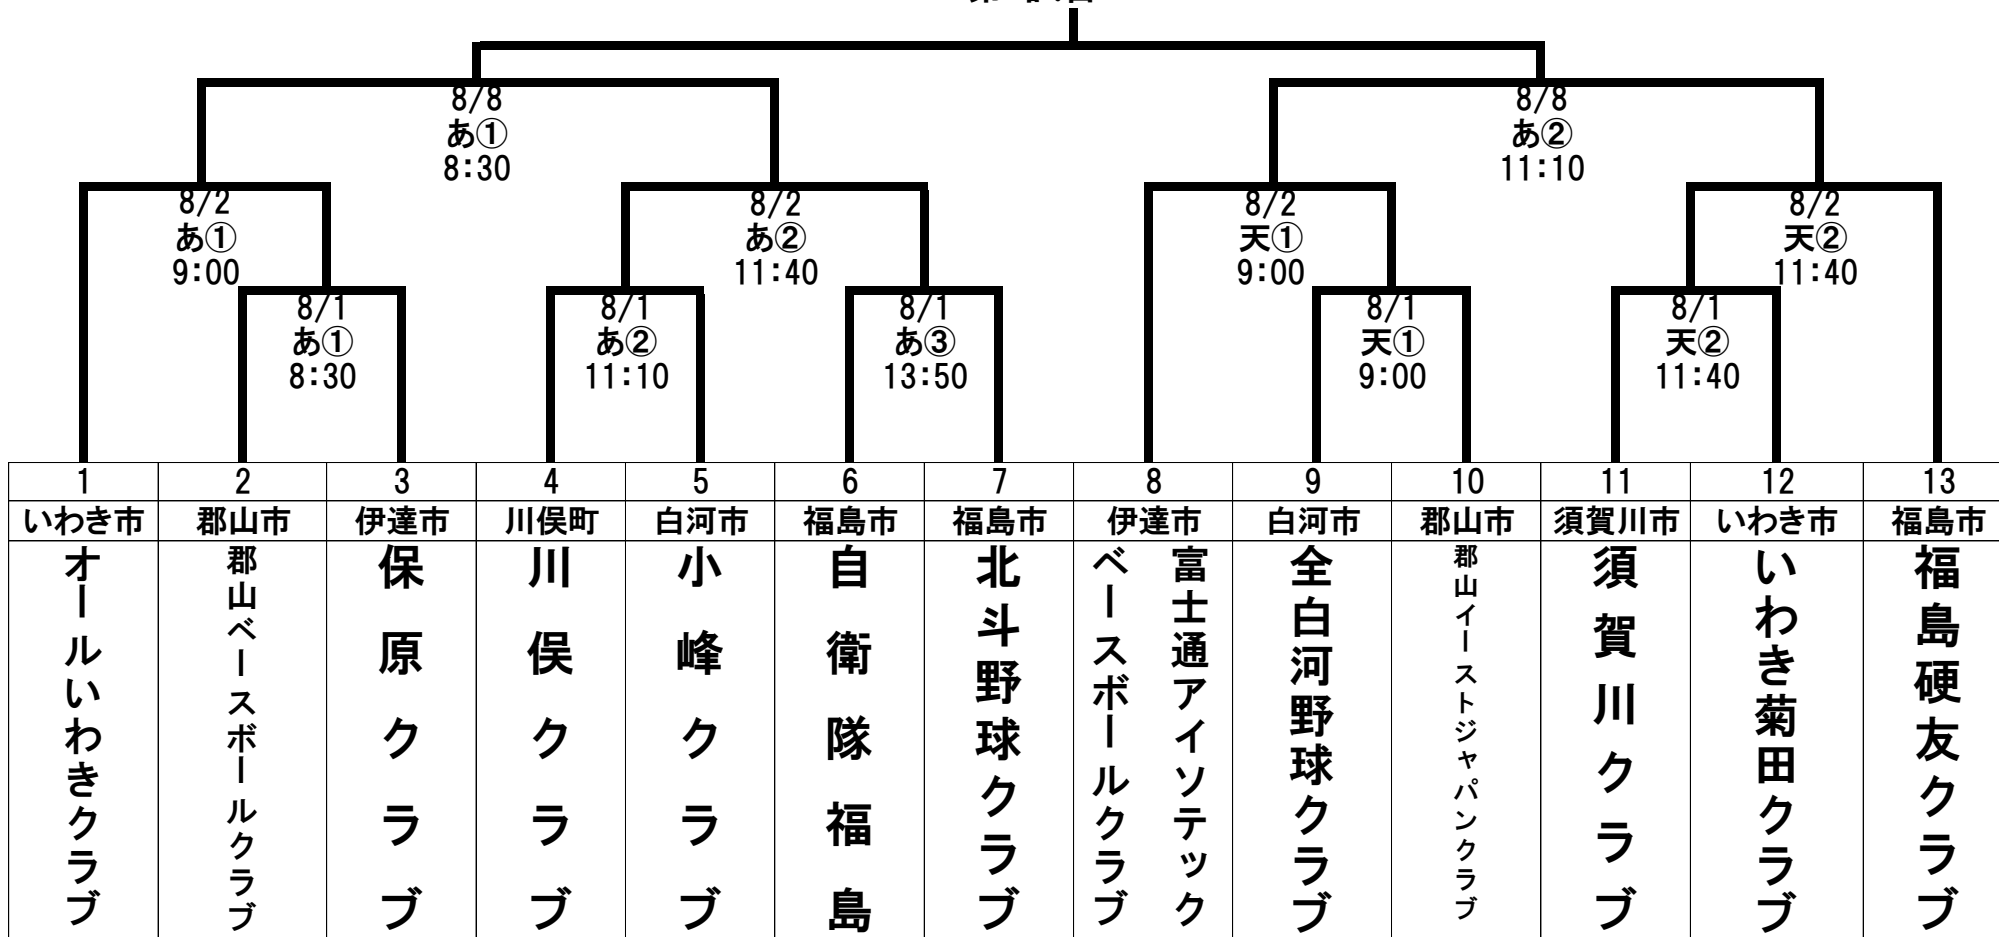 8/8
あ①
8:30
8/8
あ②
11:10
8/2
あ①
9:00
8/2
あ②
11:40
8/2
天①
9:00
8/2
天②
11:40
8/1
あ①
8:30
8/1
あ②
11:10
8/1
あ③
13:50
8/1
天①
9:00
8/1
天②
11:40
1 2 3 4 5 6 7 8 9 10 11 12 13
いわき市 郡山市 伊達市 川俣町 白河市 福島市 福島市 伊達市 白河市 郡山市 須賀川市 いわき市 福島市
オールいわきクラブ
郡山ベースボールクラブ
保原クラブ
川俣クラブ
小峰クラブ
自衛隊福島
北斗野球クラブ
富士通アイソテック
ベースボールクラブ
全白河野球クラブ
郡山イーストジャパンクラブ
須賀川クラブ
いわき菊田クラブ
福島硬友クラブ